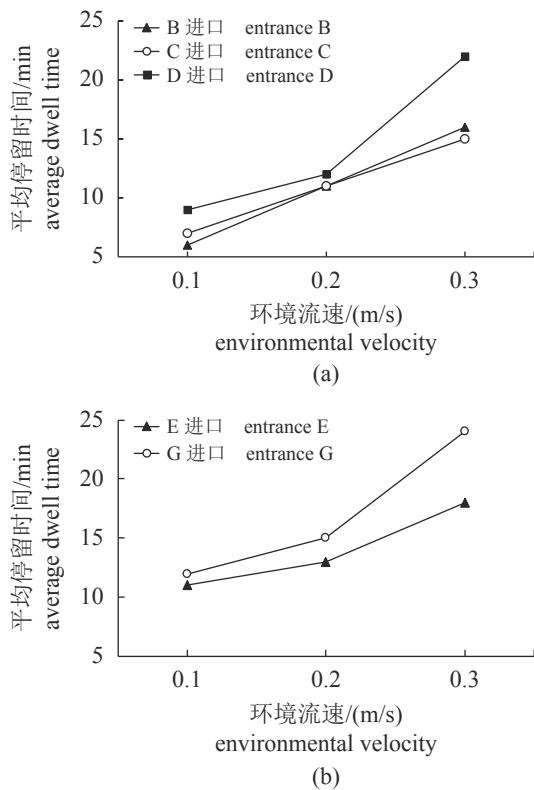 B 进口 entrance B
C 进口 entrance C
D 进口 entrance D
平均停留时间/min
average dwell time
25
20
15
10
5
0.1 0.2 0.3
环境流速/(m/s)
environmental velocity
(a)
E 进口 entrance E
G 进口 entrance G
平均停留时间/min
average dwell time
25
20
15
10
5
0.1 0.2 0.3
环境流速/(m/s)
environmental velocity
(b)